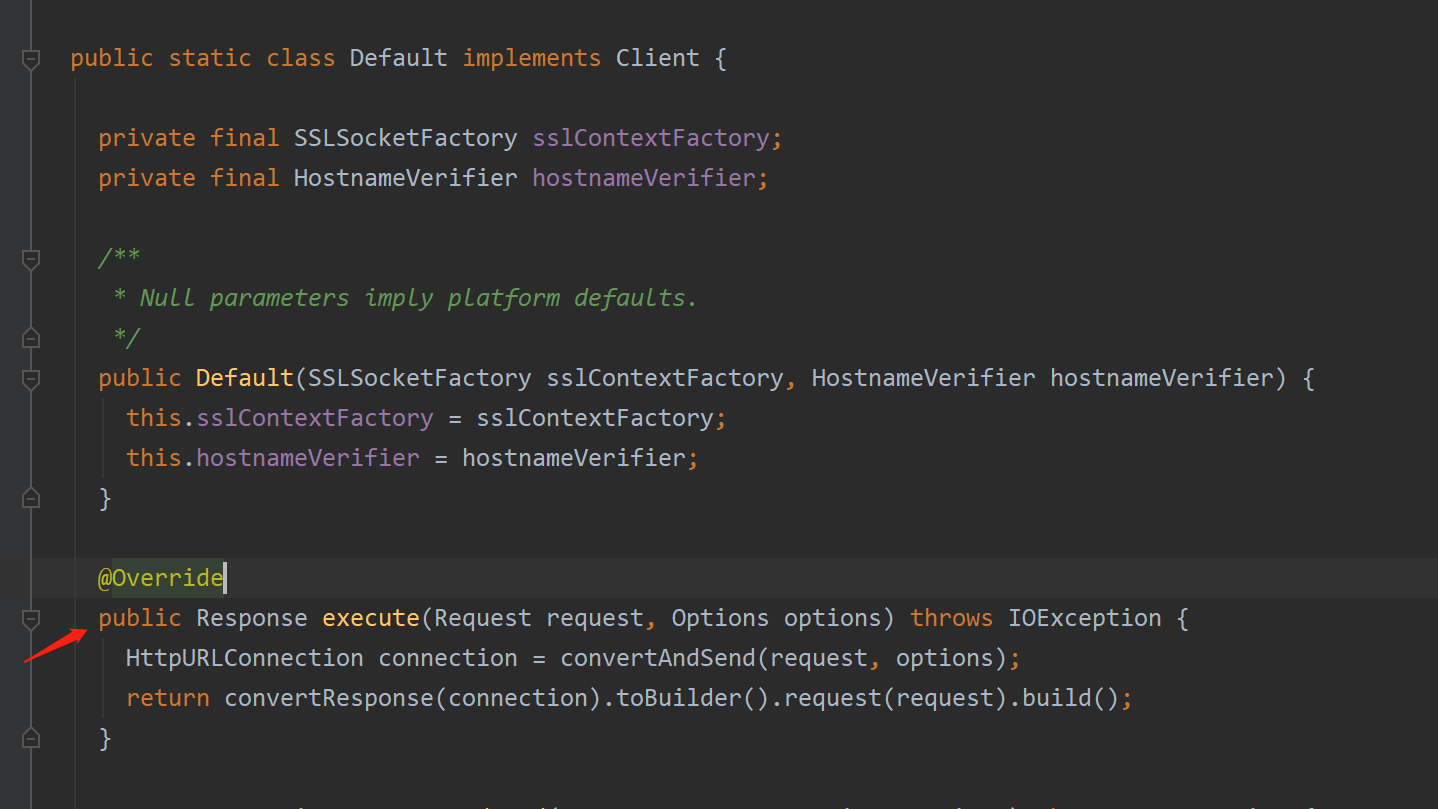 public static class Default implements Client {
private final SSLSocketFactory sslContextFactory;
private final HostnameVerifier hostnameVerifier;
/**
* Null parameters imply platform defaults.
*/
public Default(SSLSocketFactory sslContextFactory, HostnameVerifier hostnameVerifier) {
this.sslContextFactory = sslContextFactory;
this.hostnameVerifier = hostnameVerifier;
}
@Override
public Response execute(Request request, Options options) throws IOException {
HttpURLConnection connection = convertAndSend(request, options);
return convertResponse(connection).toBuilder().request(request).build();
}